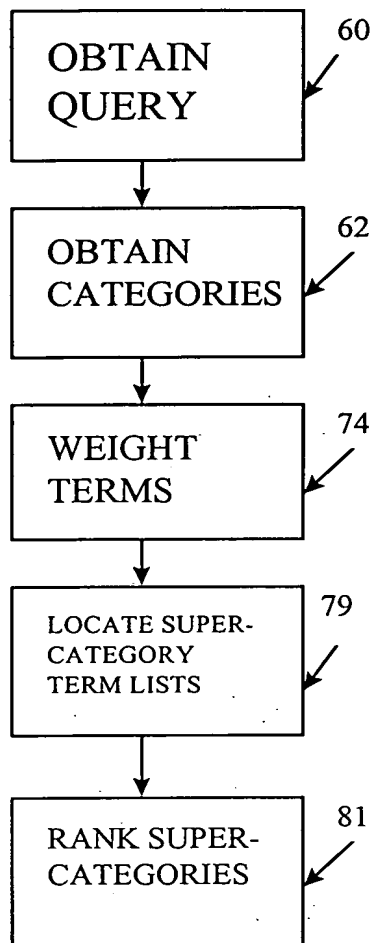 OBTAIN
QUERY
60
OBTAIN
CATEGORIES
62
WEIGHT
TERMS
74
LOCATE SUPER-
CATEGORY
TERM LISTS
79
RANK SUPER-
CATEGORIES
81